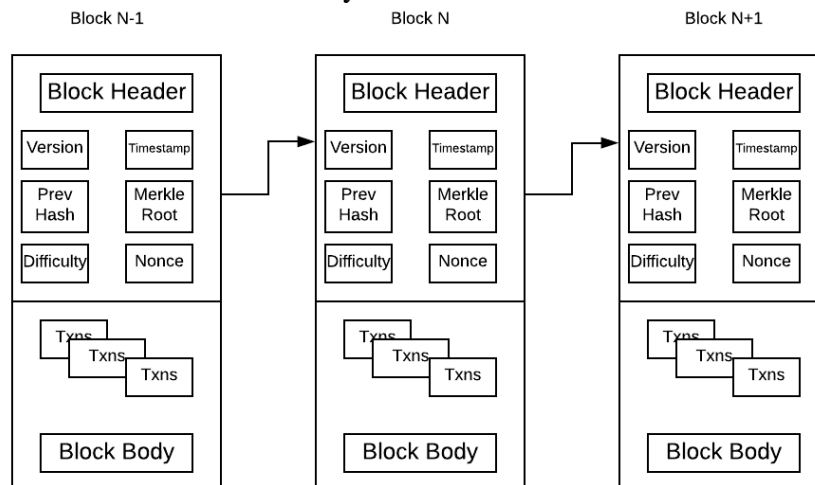 Block N-1
Block N
Block N+1
Block Header
Version
Timestamp
Prev
Hash
Merkle
Root
Difficulty
Nonce
Txns
Txns
Txns
Block Body
Block Header
Version
Timestamp
Prev
Hash
Merkle
Root
Difficulty
Nonce
Txns
Txns
Txns
Block Body
Block Header
Version
Timestamp
Prev
Hash
Merkle
Root
Difficulty
Nonce
Txns
Txns
Txns
Block Body